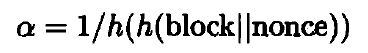 α = 1/h(h(block||nonce))